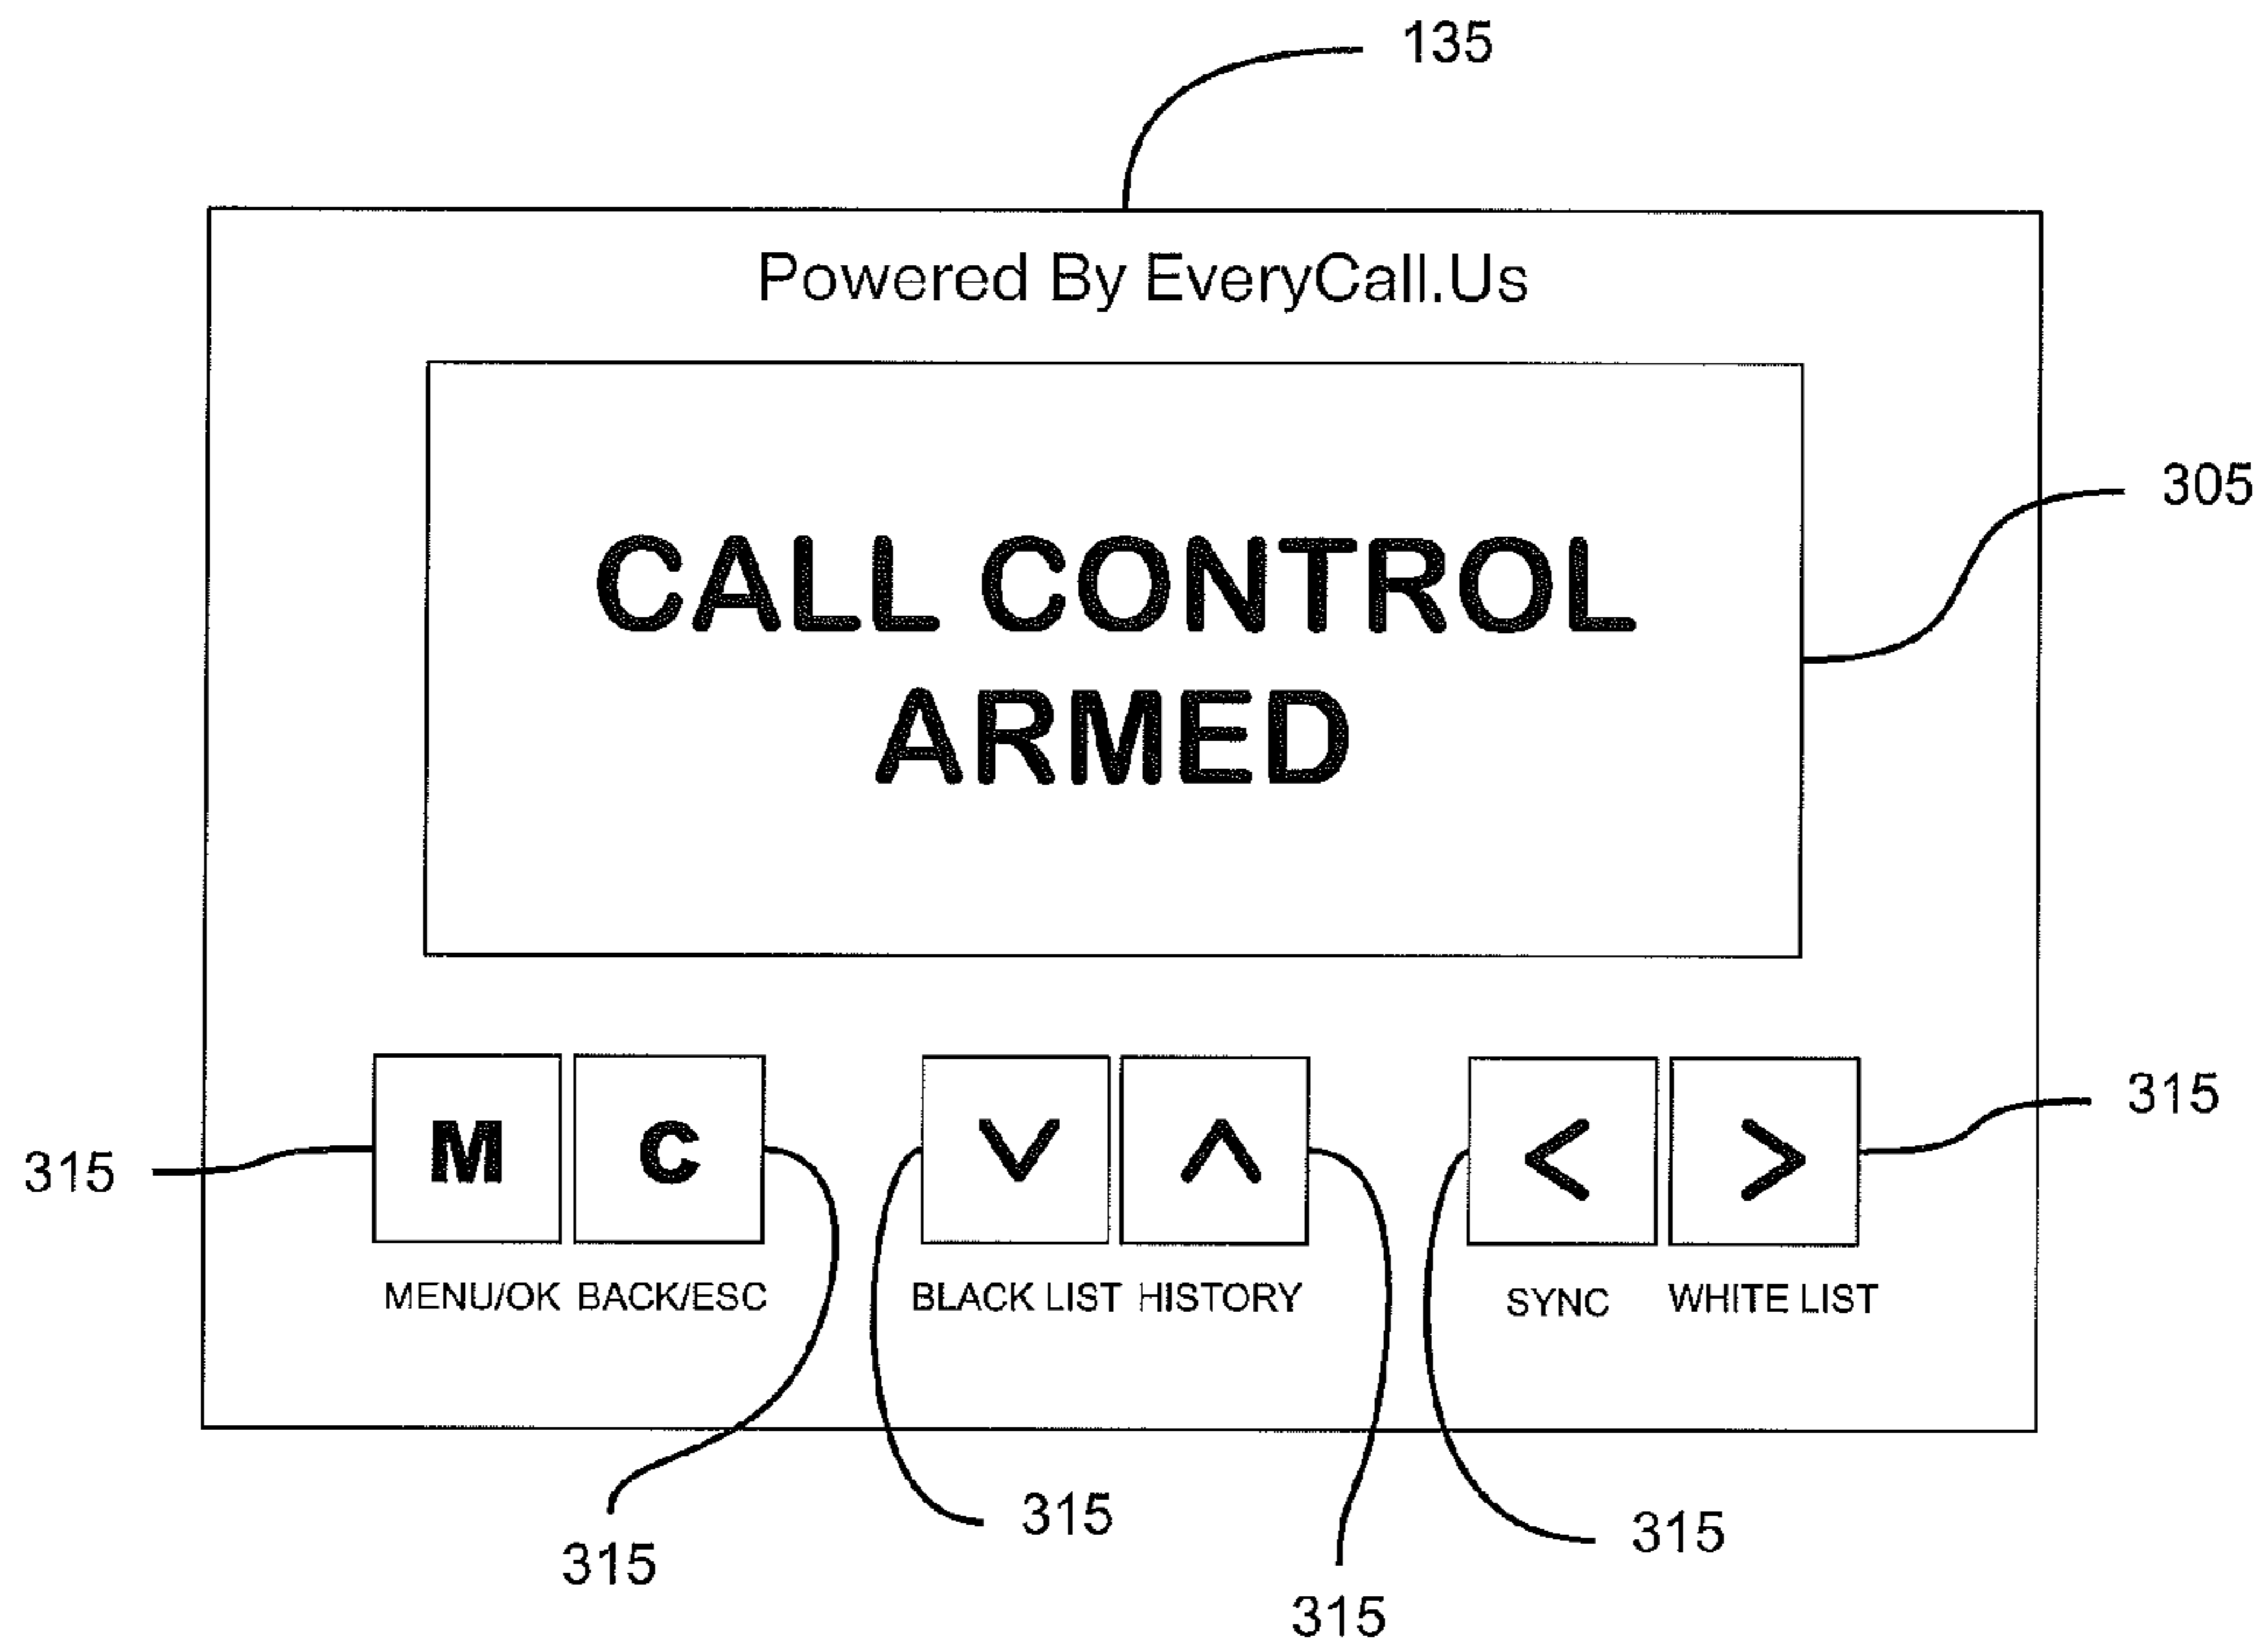 135
Powered By EveryCall.Us
305
CALL CONTROL
ARMED
315
M C V Λ < >
315
MENU/OK BACK/ESC BLACK LIST HISTORY SYNC WHITE LIST
315
315
315
315